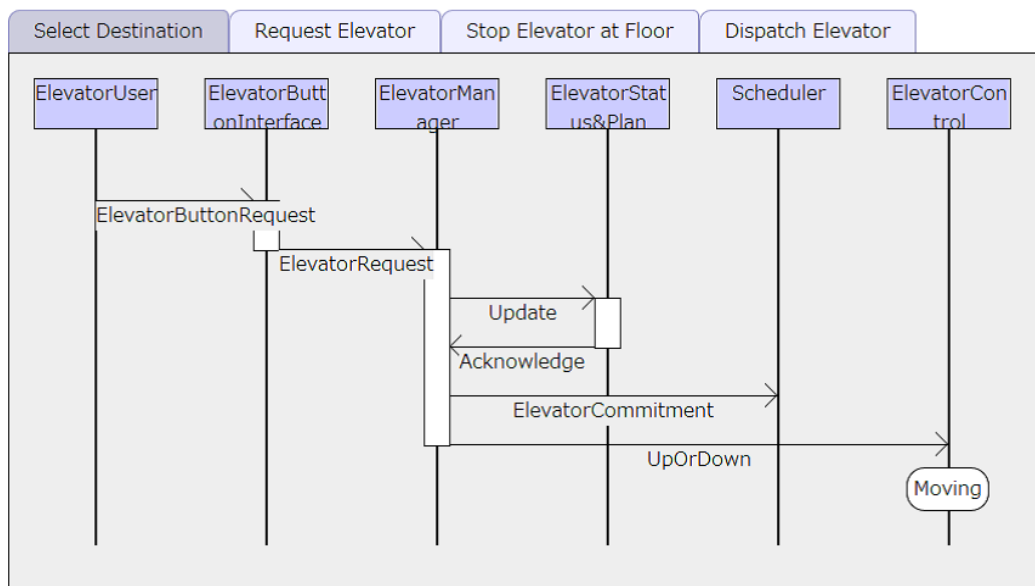 Select Destination
Request Elevator
Stop Elevator at Floor
Dispatch Elevator
ElevatorUser
ElevatorButt
onInterface
ElevatorMan
ager
ElevatorStat
us&Plan
Scheduler
ElevatorCon
trol
ElevatorButtonRequest
ElevatorRequest
Update
Acknowledge
ElevatorCommitment
UpOrDown
Moving